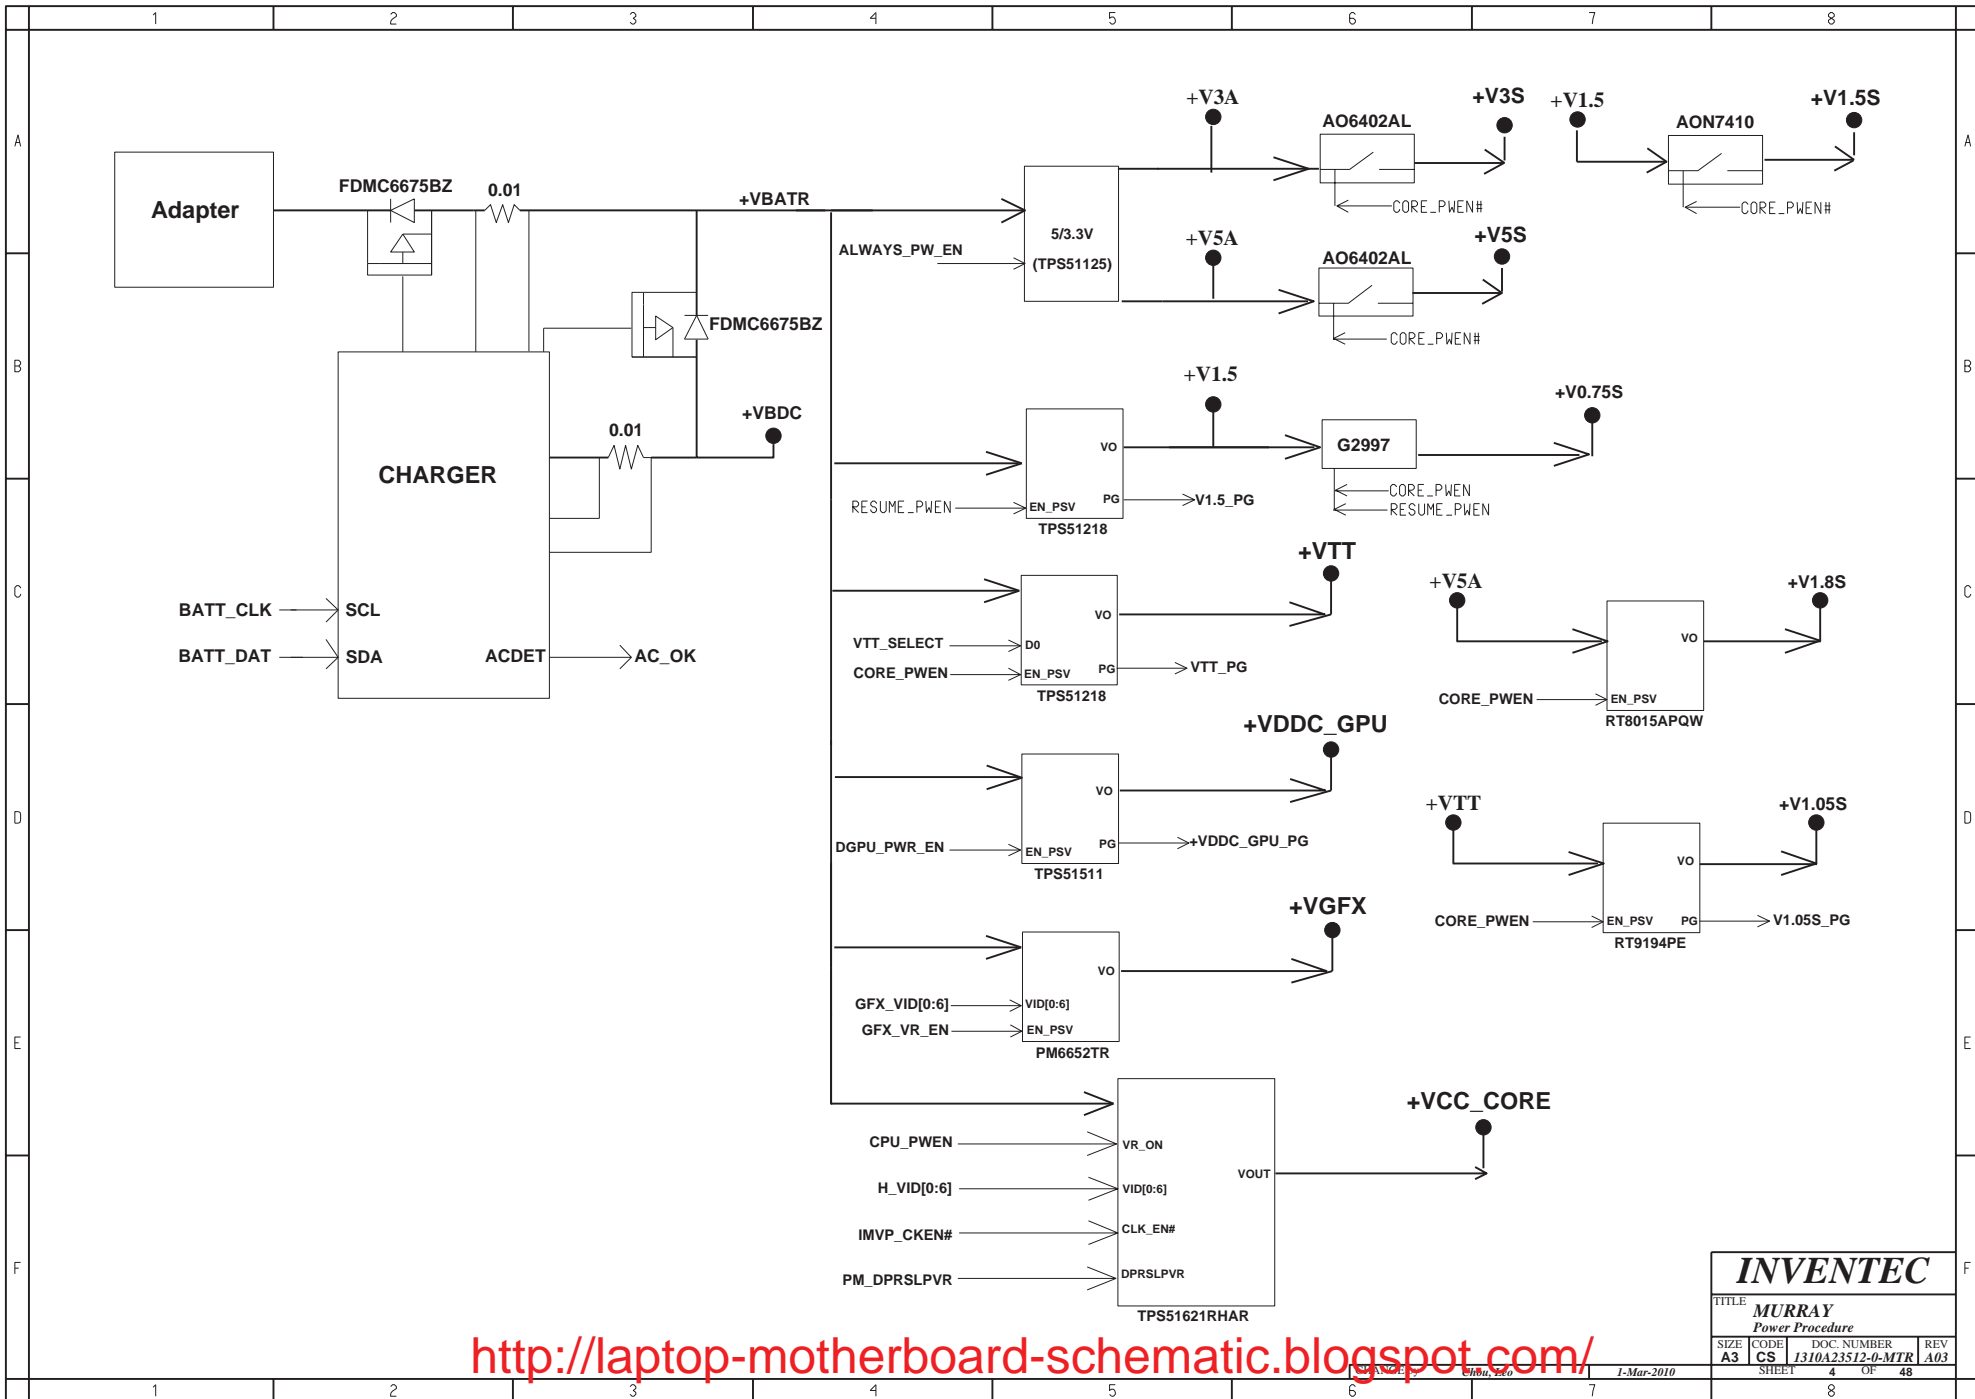 1 2 3 4 5 6 7 8
A
B
C
D
E
F
Adapter
FDMC6675BZ
0.01
+VBATR
ALWAYS_PW_EN
5/3.3V
(TPS51125)
+V3A
AO6402AL
+V3S
CORE_PWEN#
+V1.5
AON7410
+V1.5S
CORE_PWEN#
+V5A
AO6402AL
+V5S
CORE_PWEN#
FDMC6675BZ
+VBDC
0.01
CHARGER
BATT_CLK
SCL
BATT_DAT
SDA
ACDET
AC_OK
+V1.5
VO
G2997
+V0.75S
CORE_PWEN
RESUME_PWEN
RESUME_PWEN
EN_PSV
PG
V1.5_PG
TPS51218
+VTT
VO
VTT_SELECT
D0
CORE_PWEN
EN_PSV
PG
VTT_PG
TPS51218
+V5A
+V1.8S
VO
CORE_PWEN
EN_PSV
RT8015APQW
+VDDC_GPU
VO
DGPU_PWR_EN
EN_PSV
PG
+VDDC_GPU_PG
TPS51511
+VTT
+V1.05S
VO
CORE_PWEN
EN_PSV
PG
V1.05S_PG
RT9194PE
+VGFX
VO
GFX_VID[0:6]
VID[0:6]
GFX_VR_EN
EN_PSV
PM6652TR
+VCC_CORE
CPU_PWEN
VR_ON
VOUT
H_VID[0:6]
VID[0:6]
IMVP_CKEN#
CLK_EN#
PM_DPRSLPVR
DPRSLPVR
TPS51621RHAR
http://laptop-motherboard-schematic.blogspot.com/
INVENTEC
TITLE
MURRAY
Power Procedure
SIZE CODE DOC. NUMBER REV
A3 CS 1310A23512-0-MTR A03
Chou, Leo 1-Mar-2010 SHEET 4 OF 48
1 2 3 4 5 6 7 8
A
B
C
D
E
F